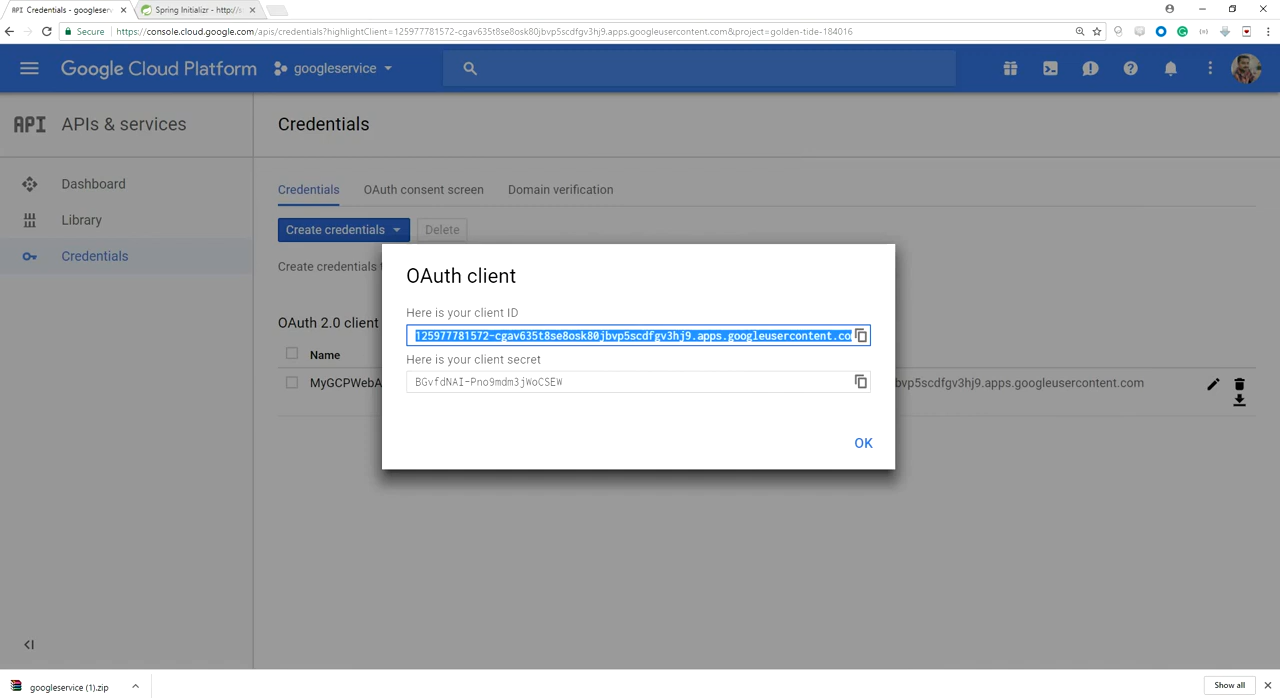 API Credentials - googleserv
Spring Initializr - http://s
Secure
https://console.cloud.google.com/apis/credentials?highlightClient=125977781572-cgav635t8se8osk80jbvp5scdfgv3hj9.apps.googleusercontent.com&project=golden-tide-184016
Google Cloud Platform
googleservice
API APIs & services
Credentials
Dashboard
Library
Credentials
Credentials
OAuth consent screen
Domain verification
Create credentials
Delete
Create credentials
OAuth 2.0 client
Name
MyGCPWebA
bvp5scdfgv3hj9.apps.googleusercontent.com
OAuth client
Here is your client ID
125977781572-cgav635t8se8osk80jbvp5scdfgv3hj9.apps.googleusercontent.co
Here is your client secret
BGvfdNAI-Pno9mdm3jWoCSEW
OK
googleservice (1).zip
Show all